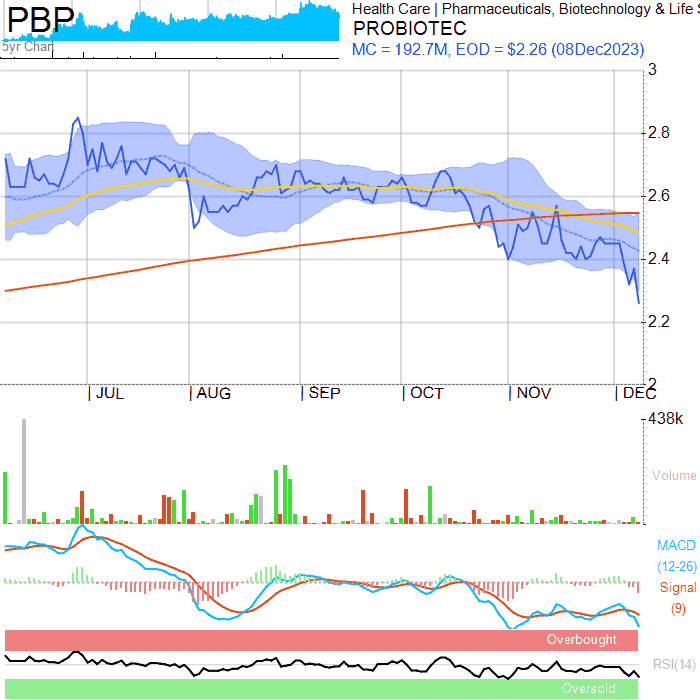 PBP
5yr Chart
Health Care | Pharmaceuticals, Biotechnology & Life S
PROBIOTEC
MC = 192.7M, EOD = $2.26 (08Dec2023)
3
2.8
2.6
2.4
2.2
2
JUL AUG SEP OCT NOV DEC
438k
Volume
MACD
(12-26)
Signal
(9)
Overbought
RSI(14)
Oversold